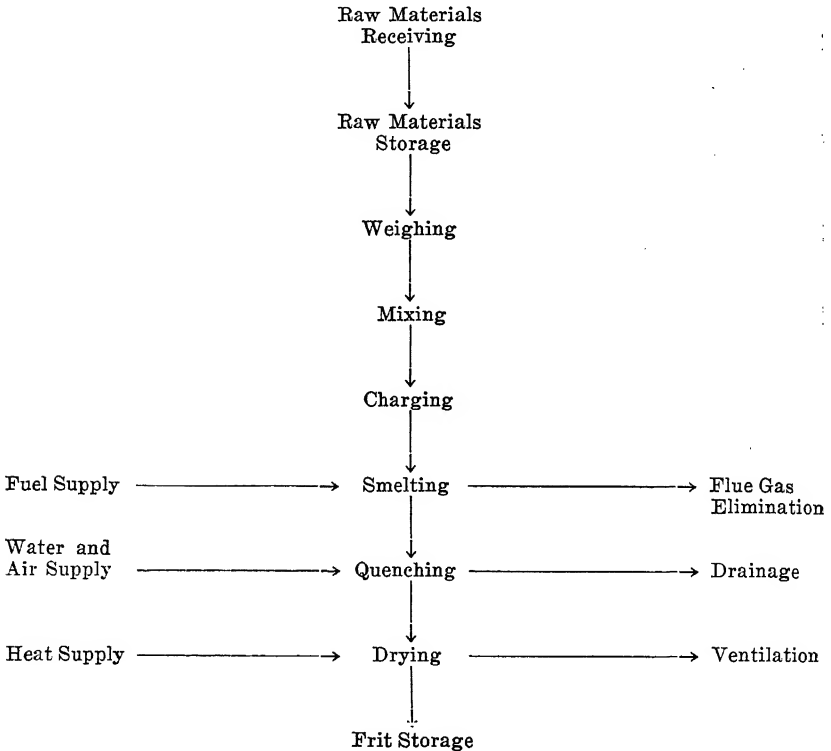 Raw Materials
Receiving
Raw Materials
Storage
Weighing
Mixing
Charging
Fuel Supply
Smelting
Flue Gas
Elimination
Water and
Air Supply
Quenching
Drainage
Heat Supply
Drying
Ventilation
Frit Storage